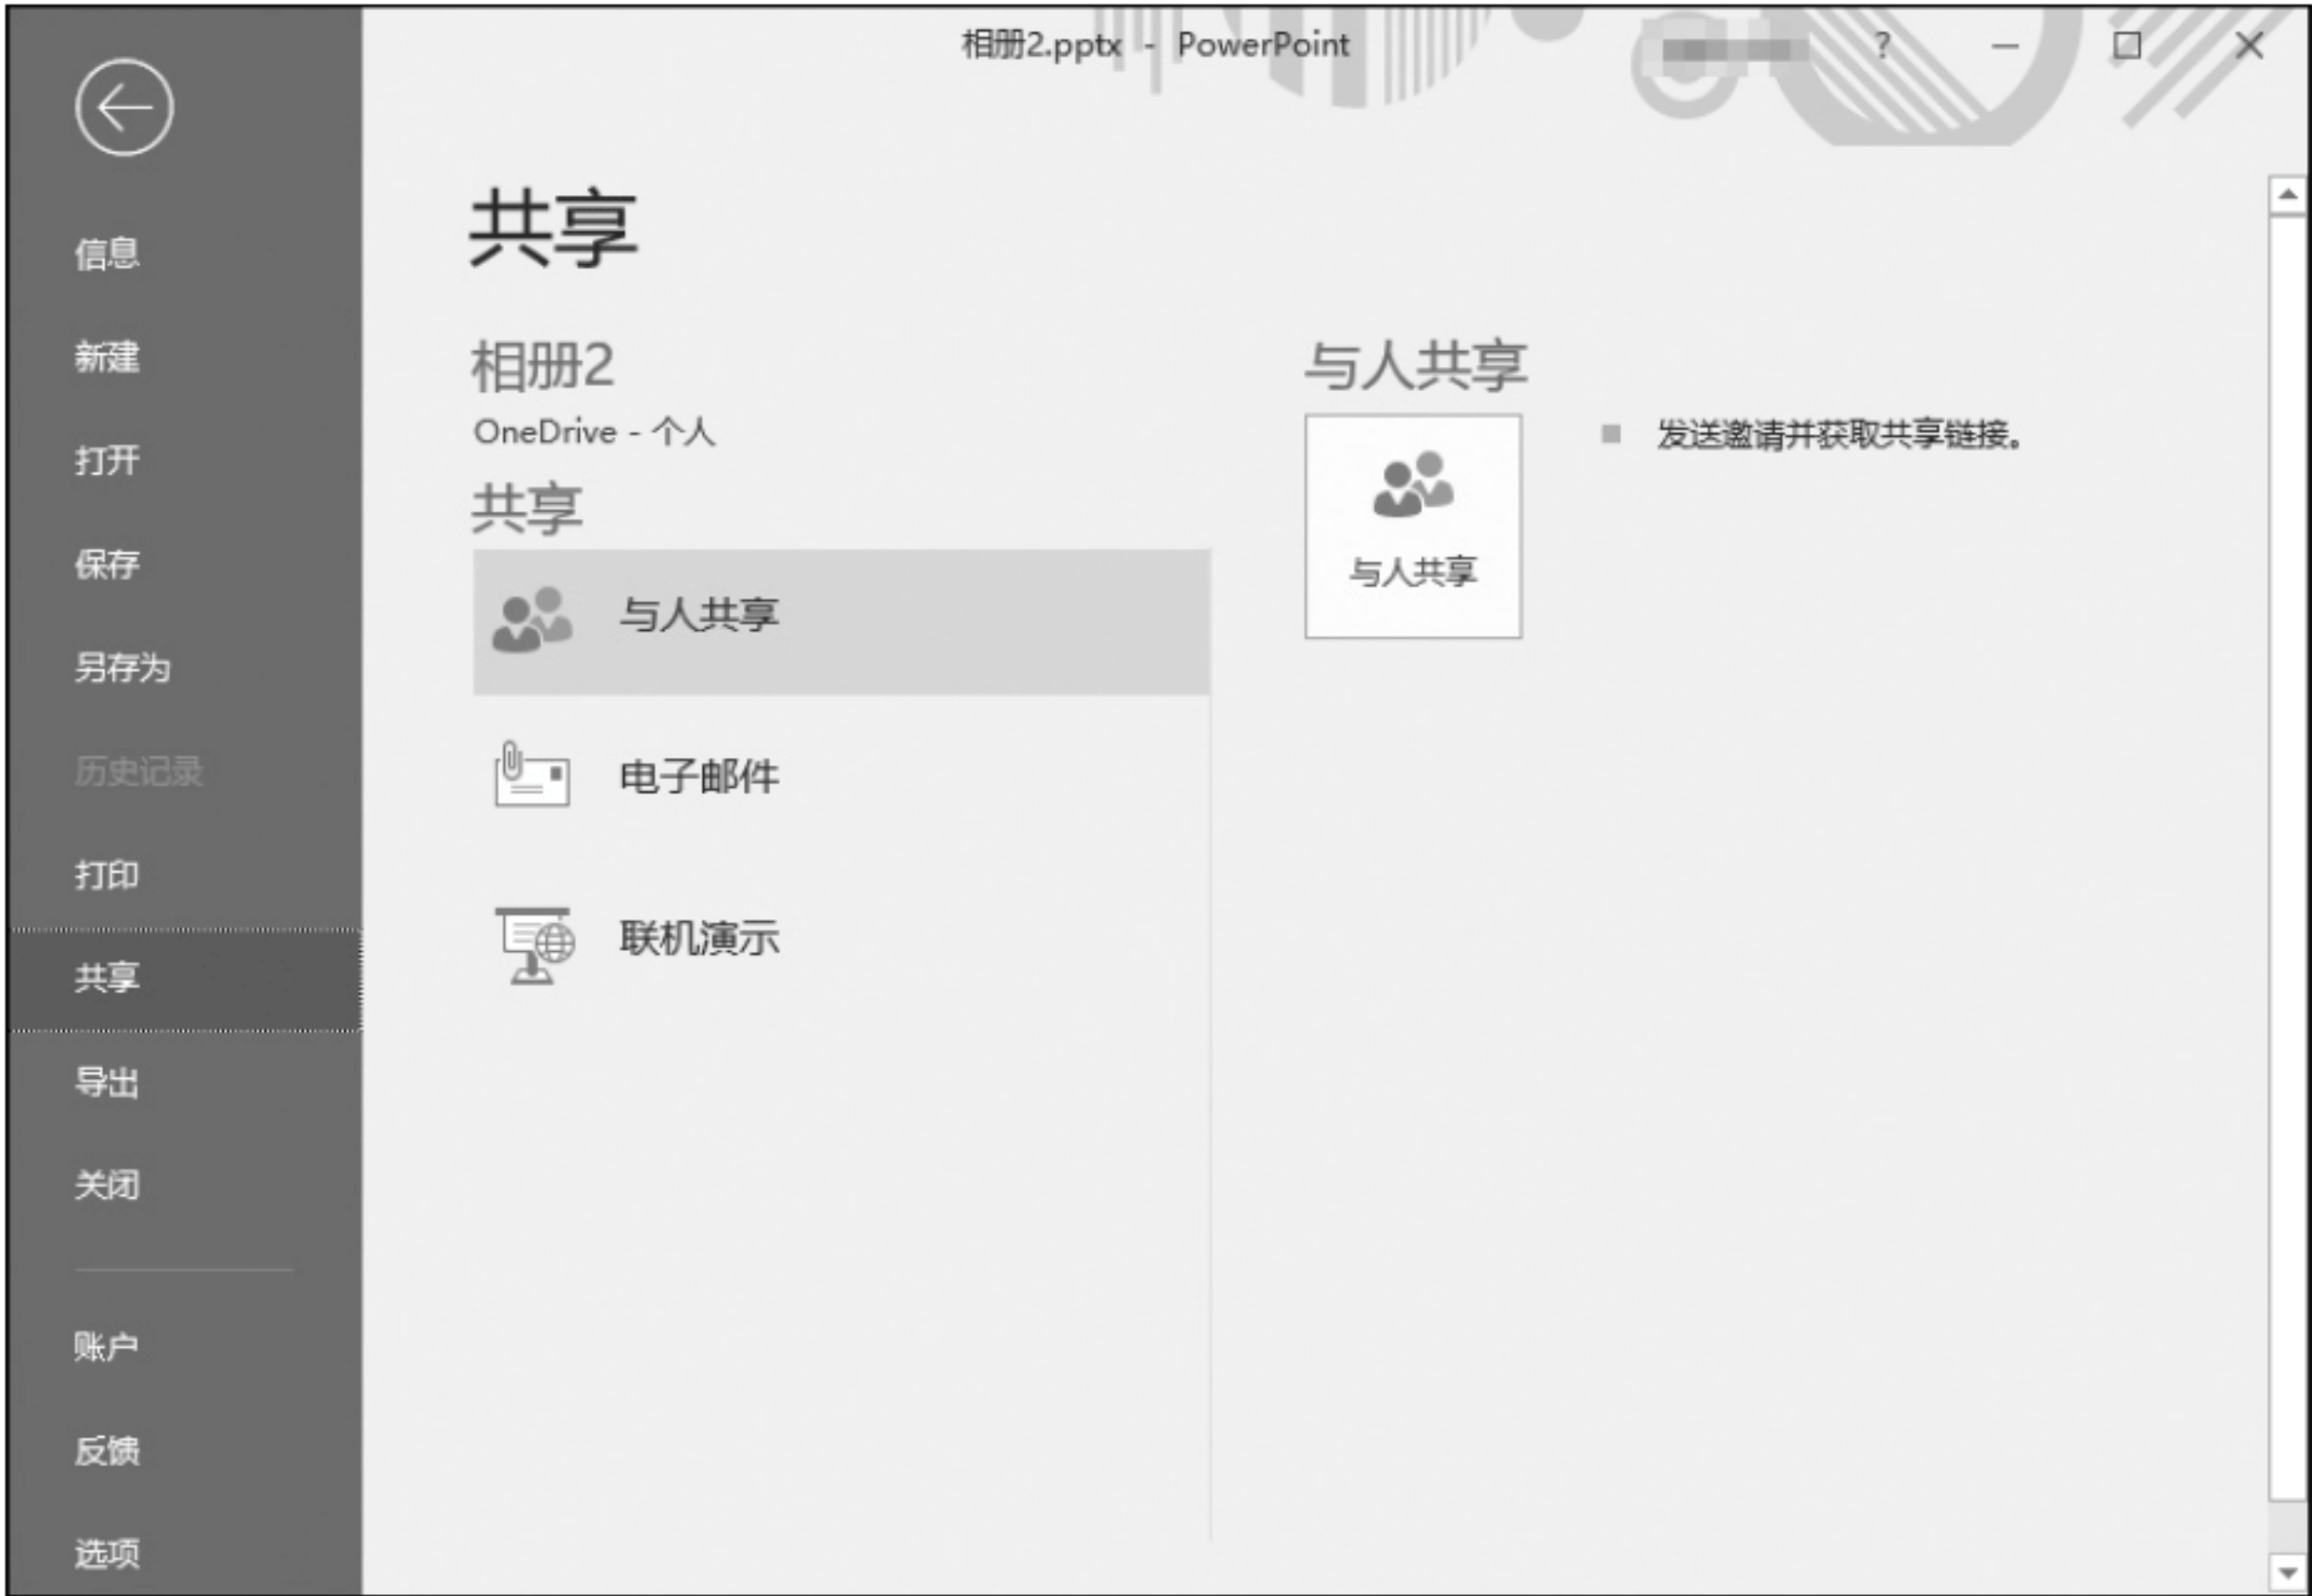 相册2.pptx - PowerPoint
?
信息
新建
打开
保存
另存为
历史记录
打印
共享
导出
关闭
账户
反馈
选项
共享
相册2
OneDrive - 个人
共享
与人共享
电子邮件
联机演示
与人共享
与人共享
发送邀请并获取共享链接。